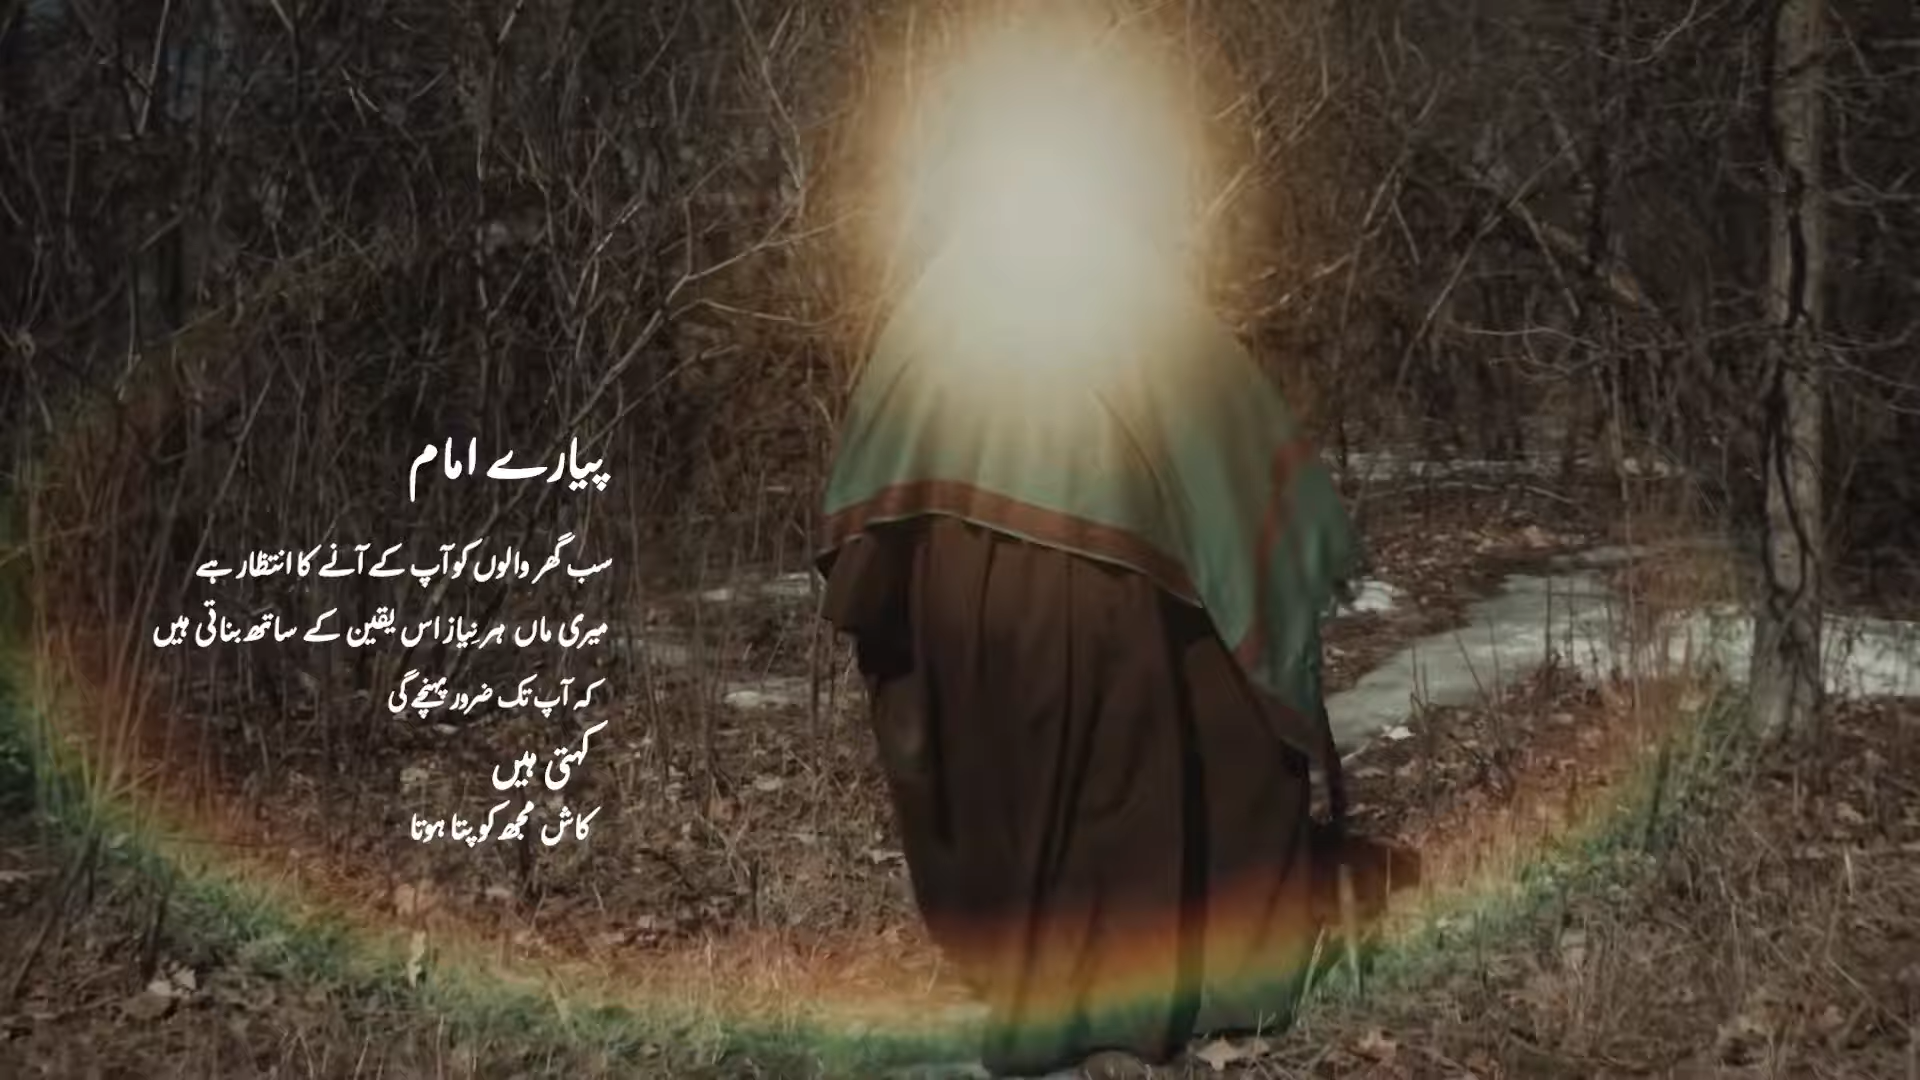 پیارے امام
سب گھر والوں کو آپ کے آنے کا انتظار ہے
میری ماں ہر نیاز اس یقین کے ساتھ بناتی ہیں
کہ آپ تک ضرور پہنچے گی
کہتی ہیں
کاش مجھ کو پتا ہوتا